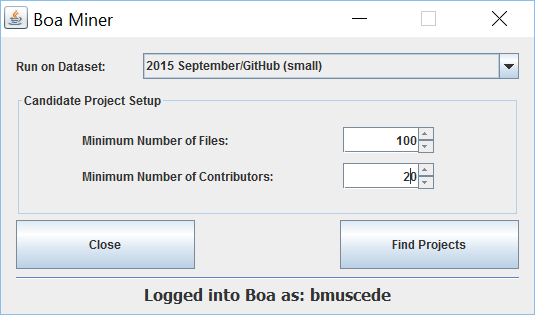 Boa Miner
Run on Dataset: 2015 September/GitHub (small)
Candidate Project Setup
Minimum Number of Files: 100
Minimum Number of Contributors: 20
Close Find Projects
Logged into Boa as: bmuscede